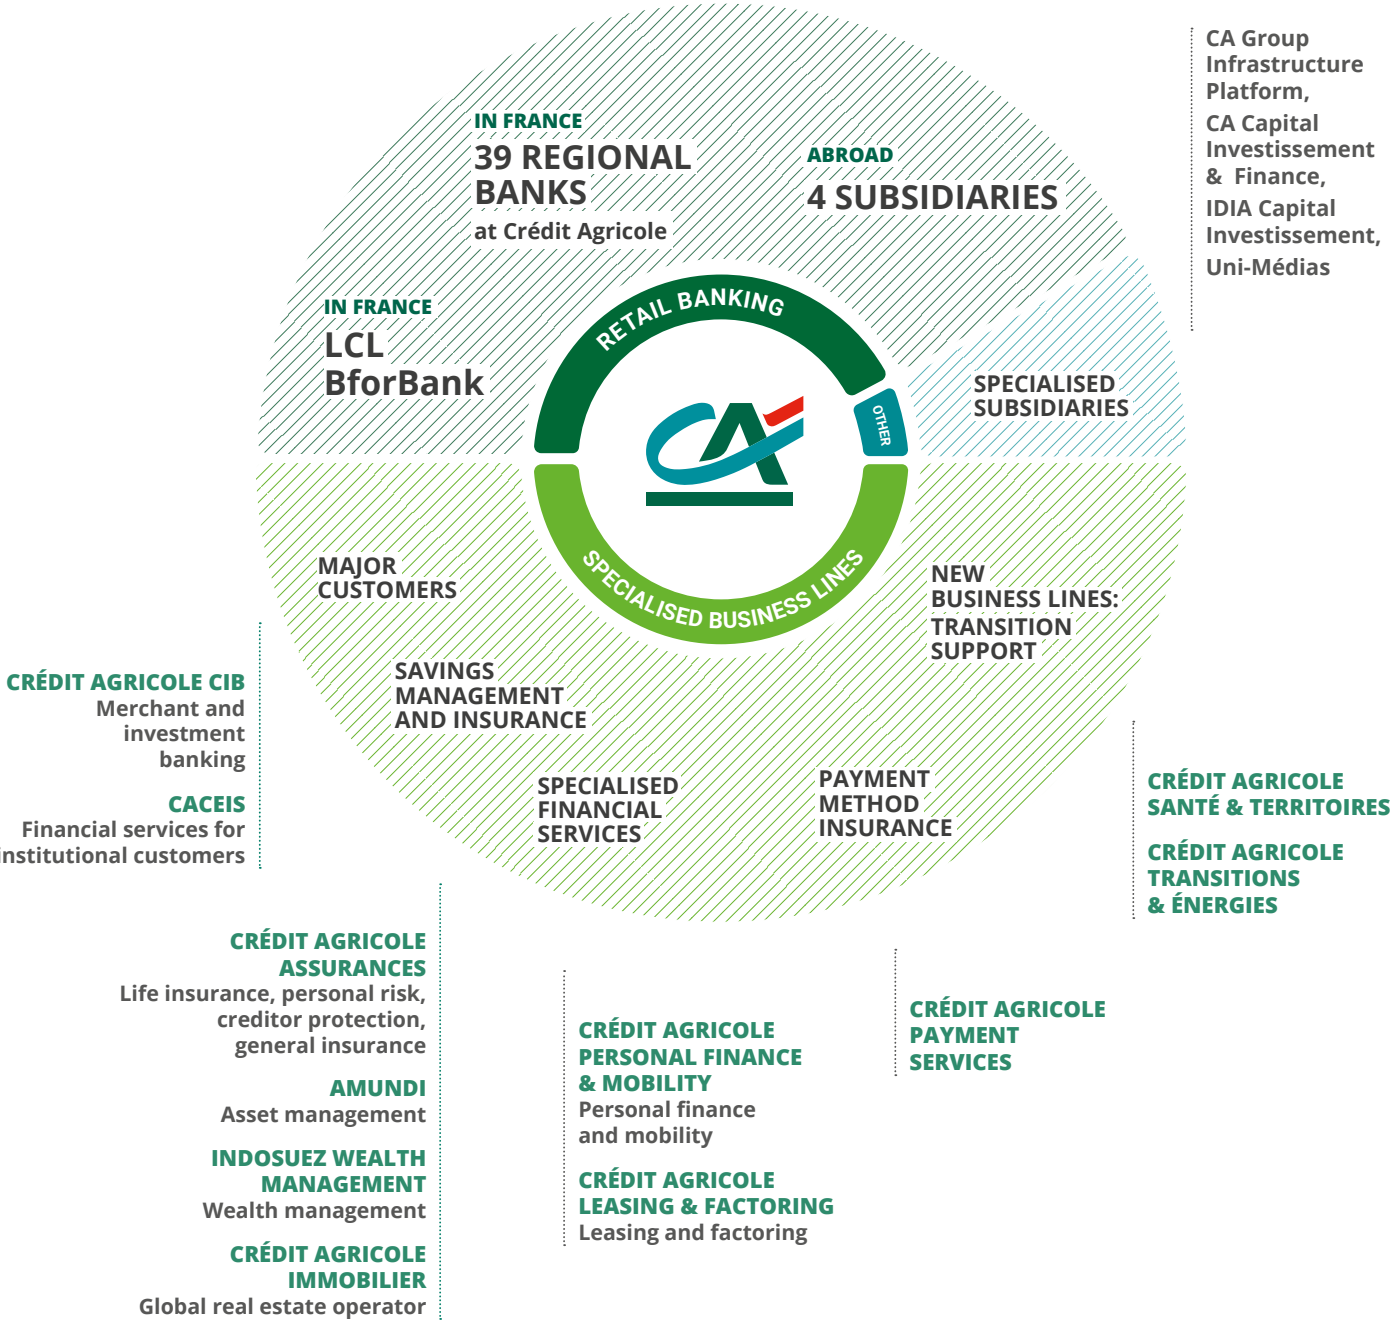 CA Group
Infrastructure
Platform,
CA Capital
Investissement
& Finance,
IDIA Capital
Investissement,
Uni-Médias
IN FRANCE
39 REGIONAL
BANKS
at Crédit Agricole
ABROAD
4 SUBSIDIARIES
IN FRANCE
LCL
BforBank
RETAIL BANKING
OTHER
SPECIALISED
SUBSIDIARIES
CA
SPECIALISED BUSINESS LINES
MAJOR
CUSTOMERS
NEW
BUSINESS LINES:
TRANSITION
SUPPORT
SAVINGS
MANAGEMENT
AND INSURANCE
SPECIALISED
FINANCIAL
SERVICES
PAYMENT
METHOD
INSURANCE
CRÉDIT AGRICOLE CIB
Merchant and
investment
banking
CACEIS
Financial services for
institutional customers
CRÉDIT AGRICOLE
SANTÉ & TERRITOIRES
CRÉDIT AGRICOLE
TRANSITIONS
& ÉNERGIES
CRÉDIT AGRICOLE
ASSURANCES
Life insurance, personal risk,
creditor protection,
general insurance
AMUNDI
Asset management
INDOSUEZ WEALTH
MANAGEMENT
Wealth management
CRÉDIT AGRICOLE
IMMOBILIER
Global real estate operator
CRÉDIT AGRICOLE
PERSONAL FINANCE
& MOBILITY
Personal finance
and mobility
CRÉDIT AGRICOLE
LEASING & FACTORING
Leasing and factoring
CRÉDIT AGRICOLE
PAYMENT
SERVICES